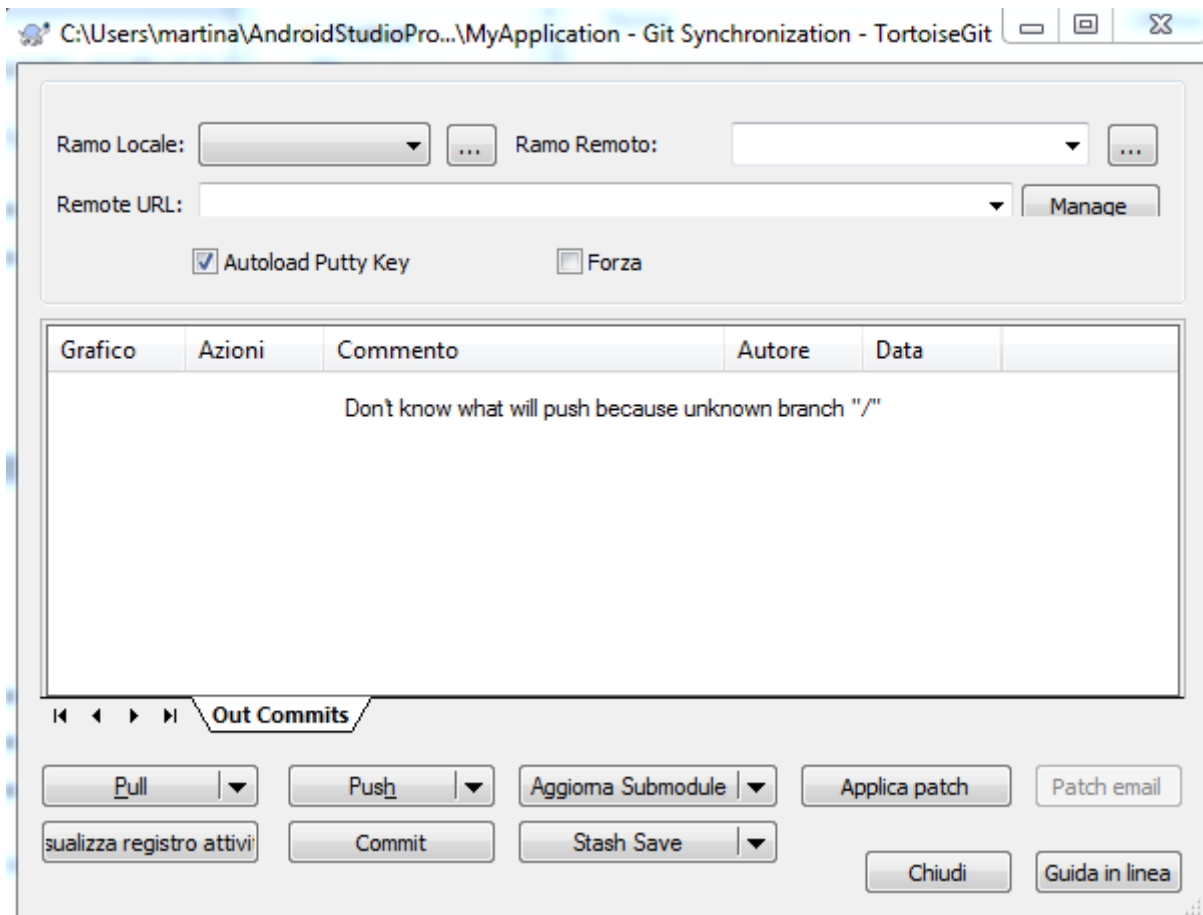 C:\Users\martina\AndroidStudioPro...\MyApplication - Git Synchronization - TortoiseGit
Ramo Locale: ... Ramo Remoto: ...
Remote URL: Manage
Autoload Putty Key Forza
Grafico Azioni Commento Autore Data
Don't know what will push because unknown branch "/"
Out Commits
Pull Push Aggiorna Submodule Applica patch Patch email
sualizza registro attivi Commit Stash Save
Chiudi Guida in linea